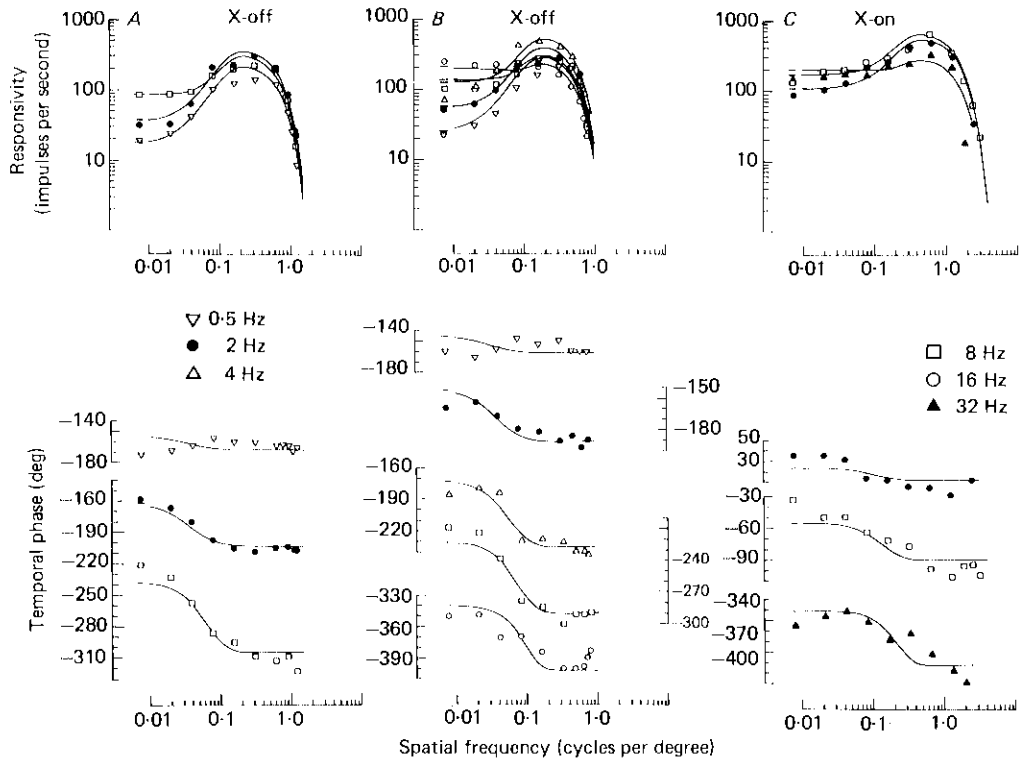 A X-off
B X-off
C X-on
Responsivity
(impulses per second)
1000
100
10
1000
100
10
1000
100
10
0·01 0·1 1·0
0·01 0·1 1·0
0·01 0·1 1·0
0·5 Hz
2 Hz
4 Hz
8 Hz
16 Hz
32 Hz
Temporal phase (deg)
−140
−180
−160
−190
−220
−250
−280
−310
−140
−180
−150
−190
−160
−190
−220
−240
−260
−280
−300
−360
−390
50
30
10
−30
−60
−90
−340
−370
−400
0·01 0·1 1·0
0·01 0·1 1·0
0·01 0·1 1·0
Spatial frequency (cycles per degree)